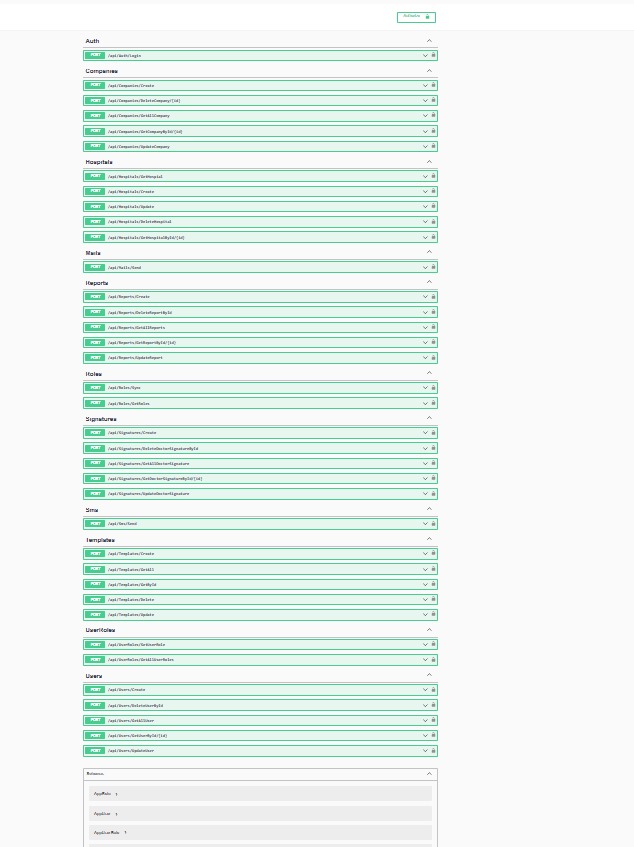 Authorize
Auth
POST /api/Auth/Login
Companies
POST /api/Companies/Create
POST /api/Companies/DeleteCompany/{id}
POST /api/Companies/GetAllCompany
POST /api/Companies/GetCompanyById/{id}
POST /api/Companies/UpdateCompany
Hospitals
POST /api/Hospitals/GetHospital
POST /api/Hospitals/Create
POST /api/Hospitals/Update
POST /api/Hospitals/DeleteHospital
POST /api/Hospitals/GetHospitalById/{id}
Mails
POST /api/Mails/Send
Reports
POST /api/Reports/Create
POST /api/Reports/DeleteReportById
POST /api/Reports/GetAllReports
POST /api/Reports/GetReportById/{id}
POST /api/Reports/UpdateReport
Roles
POST /api/Roles/Sync
POST /api/Roles/GetRoles
Signatures
POST /api/Signatures/Create
POST /api/Signatures/DeleteDoctorSignatureById
POST /api/Signatures/GetAllDoctorSignature
POST /api/Signatures/GetDoctorSignatureById/{id}
POST /api/Signatures/UpdateDoctorSignature
Sms
POST /api/Sms/Send
Templates
POST /api/Templates/Create
POST /api/Templates/GetAll
POST /api/Templates/GetById
POST /api/Templates/Delete
POST /api/Templates/Update
UserRoles
POST /api/UserRoles/GetUserRole
POST /api/UserRoles/GetAllUserRoles
Users
POST /api/Users/Create
POST /api/Users/DeleteUserById
POST /api/Users/GetAllUser
POST /api/Users/GetUserById/{id}
POST /api/Users/UpdateUser
Schemas
AppRole
AppUser
AppUserRole